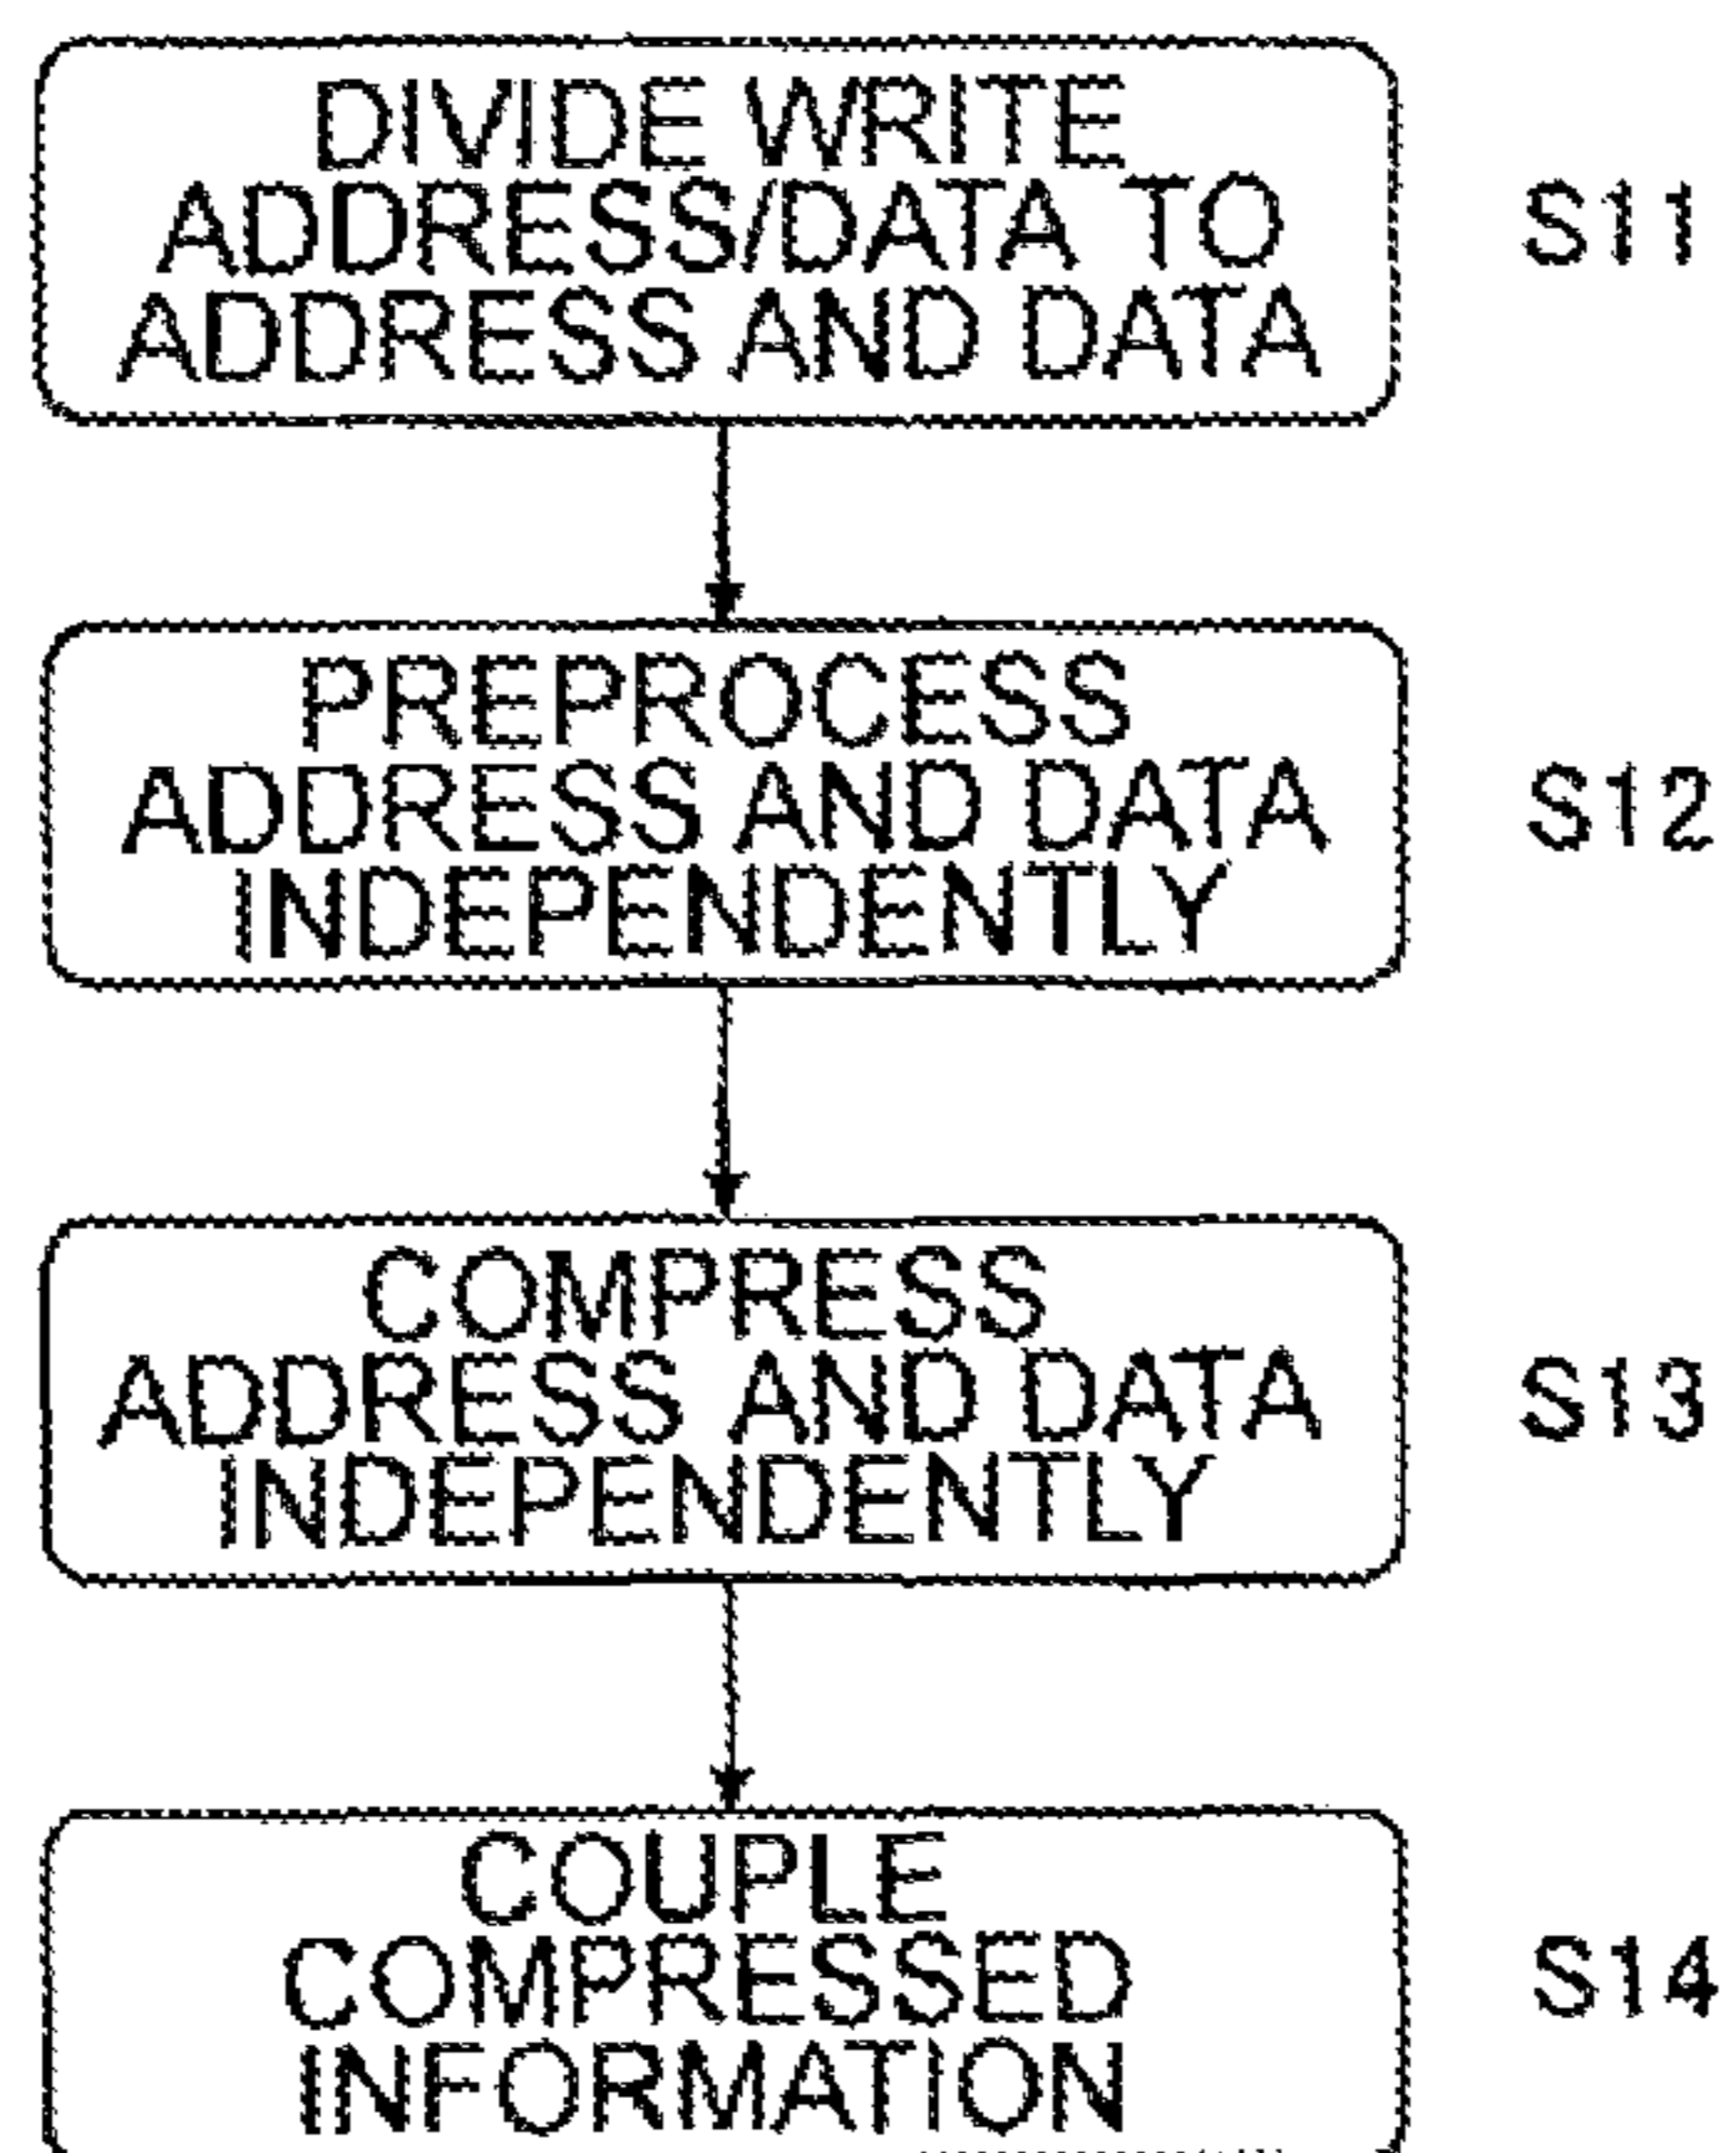 DIVIDE WRITE
ADDRESS/DATA TO
ADDRESS AND DATA
S11
PREPROCESS
ADDRESS AND DATA
INDEPENDENTLY
S12
COMPRESS
ADDRESS AND DATA
INDEPENDENTLY
S13
COUPLE
COMPRESSED
INFORMATION
S14